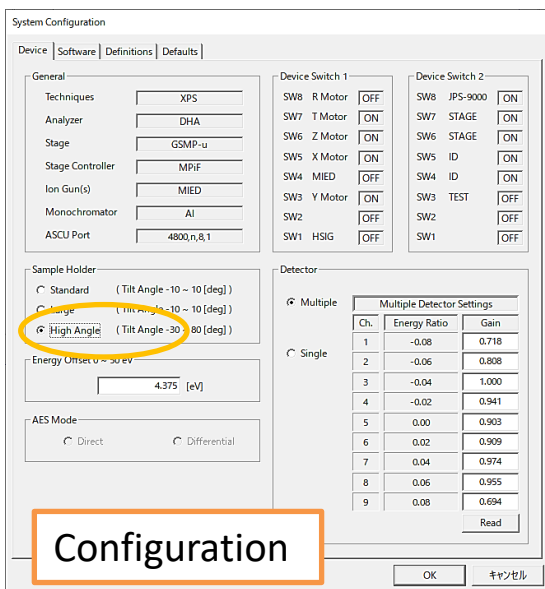 System Configuration
Device Software Definitions Defaults
General
Techniques XPS
Analyzer DHA
Stage GSMP-u
Stage Controller MPiF
Ion Gun(s) MIED
Monochromator Al
ASCU Port 4800,n,8,1
Device Switch 1
SW8 R Motor OFF
SW7 T Motor ON
SW6 Z Motor ON
SW5 X Motor ON
SW4 MIED OFF
SW3 Y Motor ON
SW2 OFF
SW1 HSIG OFF
Device Switch 2
SW8 JPS-9000 ON
SW7 STAGE ON
SW6 STAGE ON
SW5 ID ON
SW4 ID ON
SW3 TEST OFF
SW2 OFF
SW1 OFF
Sample Holder
Standard ( Tilt Angle -10 ~ 10 [deg] )
Large ( Tilt Angle -10 ~ 10 [deg] )
High Angle ( Tilt Angle -30 ~ 80 [deg] )
Energy Offset 0 ~ 50 eV
4.375 [eV]
AES Mode
Direct Differential
Detector
Multiple
Single
Multiple Detector Settings
Ch. Energy Ratio Gain
1 -0.08 0.718
2 -0.06 0.808
3 -0.04 1.000
4 -0.02 0.941
5 0.00 0.903
6 0.02 0.909
7 0.04 0.974
8 0.06 0.955
9 0.08 0.694
Read
Configuration
OK キャンセル